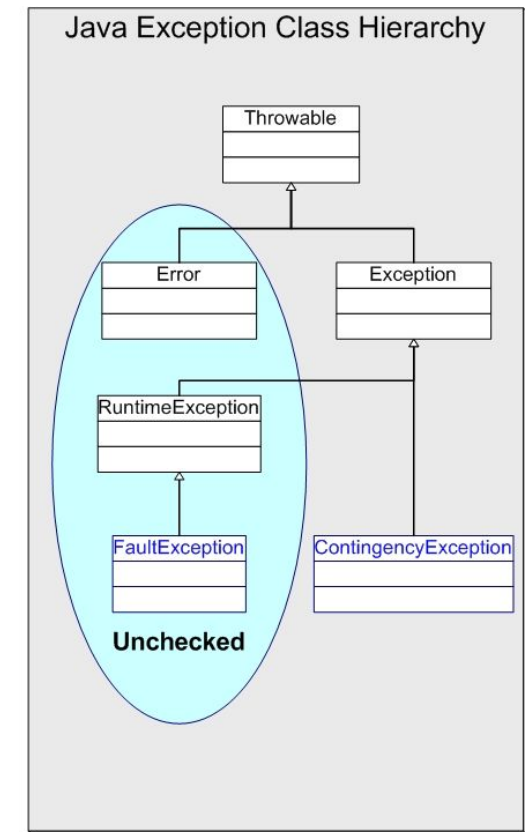 Java Exception Class Hierarchy
Throwable
Error
Exception
RuntimeException
FaultException
ContingencyException
Unchecked